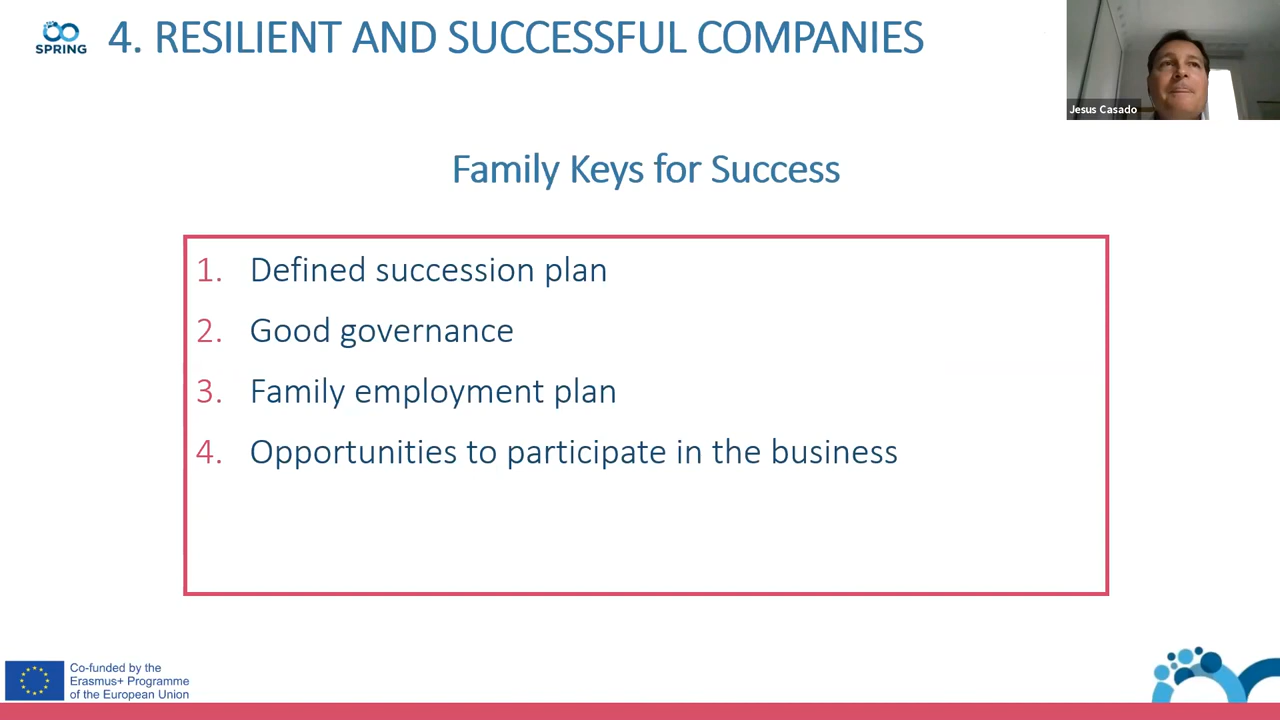 SPRING
4. RESILIENT AND SUCCESSFUL COMPANIES
Jesus Casado
Family Keys for Success
1. Defined succession plan
2. Good governance
3. Family employment plan
4. Opportunities to participate in the business
Co-funded by the
Erasmus+ Programme
of the European Union